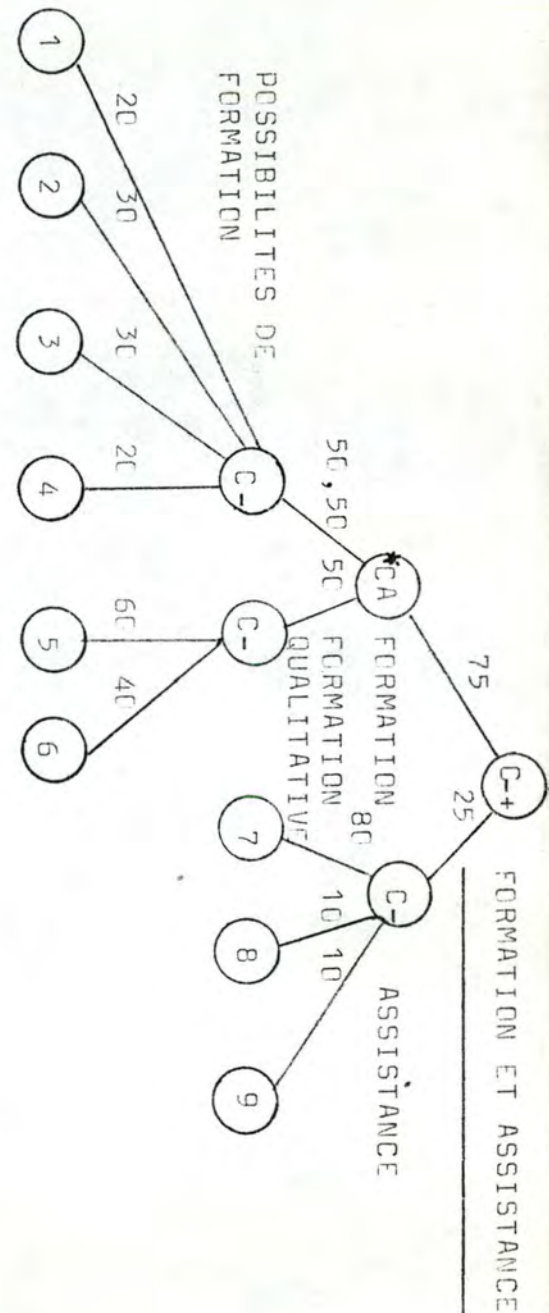 FORMATION ET ASSISTANCE
C-+
75
25
*CA
FORMATION
C-
ASSISTANCE
50,50
50
FORMATION
QUALITATIVE
80
10
10
POSSIBILITES DE
FORMATION
C-
C-
7
8
9
20
30
30
20
60
40
1
2
3
4
5
6